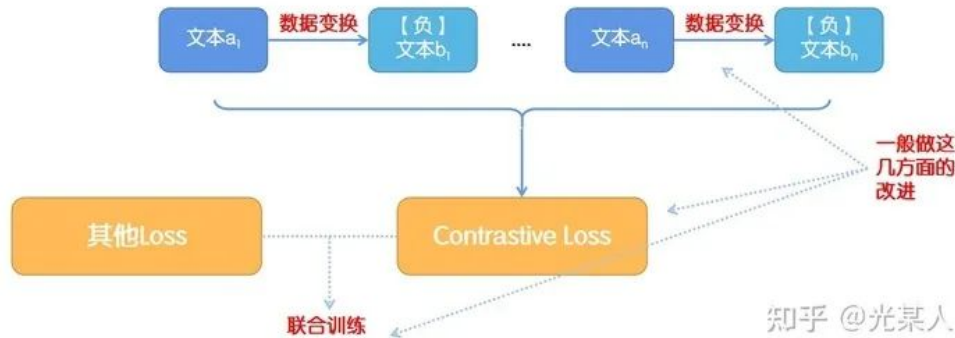 文本a₁
数据变换
【负】
文本b₁
....
文本aₙ
数据变换
【负】
文本bₙ
一般做这
几方面的
改进
其他Loss
Contrastive Loss
联合训练
知乎 @光某人